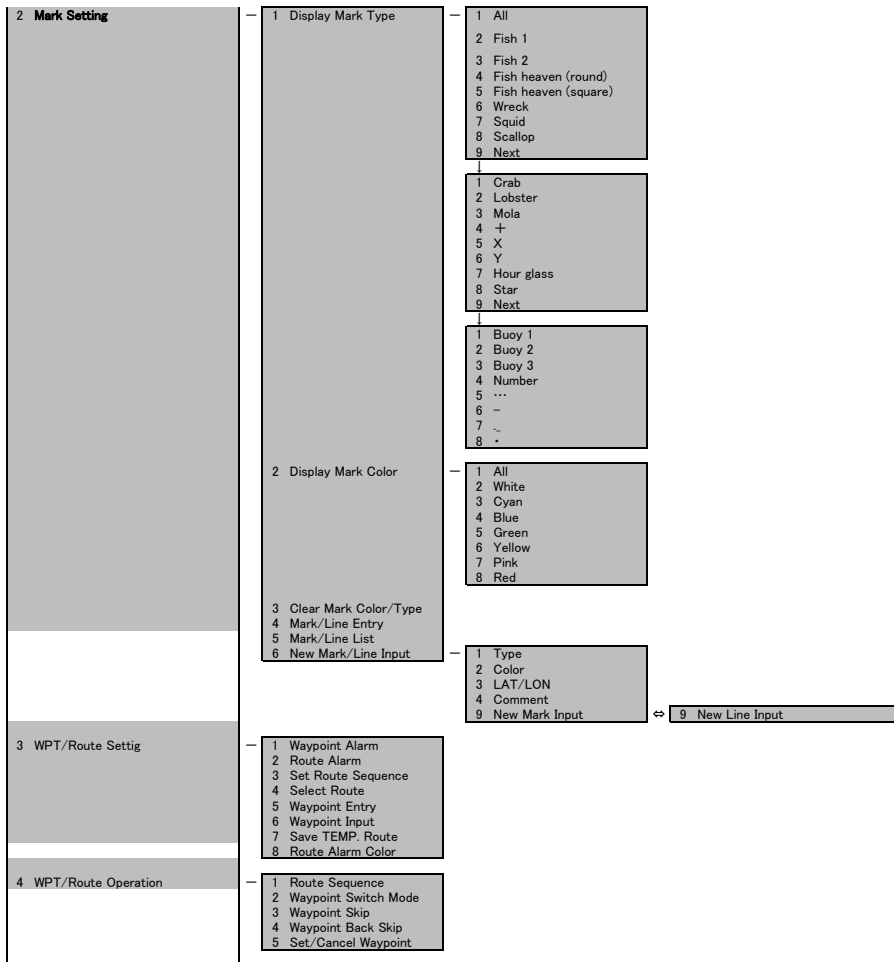 2 Mark Setting
－
1 Display Mark Type
－
1 All
2 Fish 1
3 Fish 2
4 Fish heaven (round)
5 Fish heaven (square)
6 Wreck
7 Squid
8 Scallop
9 Next
↓
1 Crab
2 Lobster
3 Mola
4 ＋
5 X
6 Y
7 Hour glass
8 Star
9 Next
↓
1 Buoy 1
2 Buoy 2
3 Buoy 3
4 Number
5 …
6 -
7 ._
8 ・
2 Display Mark Color
－
1 All
2 White
3 Cyan
4 Blue
5 Green
6 Yellow
7 Pink
8 Red
3 Clear Mark Color/Type
4 Mark/Line Entry
5 Mark/Line List
6 New Mark/Line Input
－
1 Type
2 Color
3 LAT/LON
4 Comment
9 New Mark Input
⇔
9 New Line Input
3 WPT/Route Settig
－
1 Waypoint Alarm
2 Route Alarm
3 Set Route Sequence
4 Select Route
5 Waypoint Entry
6 Waypoint Input
7 Save TEMP. Route
8 Route Alarm Color
4 WPT/Route Operation
－
1 Route Sequence
2 Waypoint Switch Mode
3 Waypoint Skip
4 Waypoint Back Skip
5 Set/Cancel Waypoint